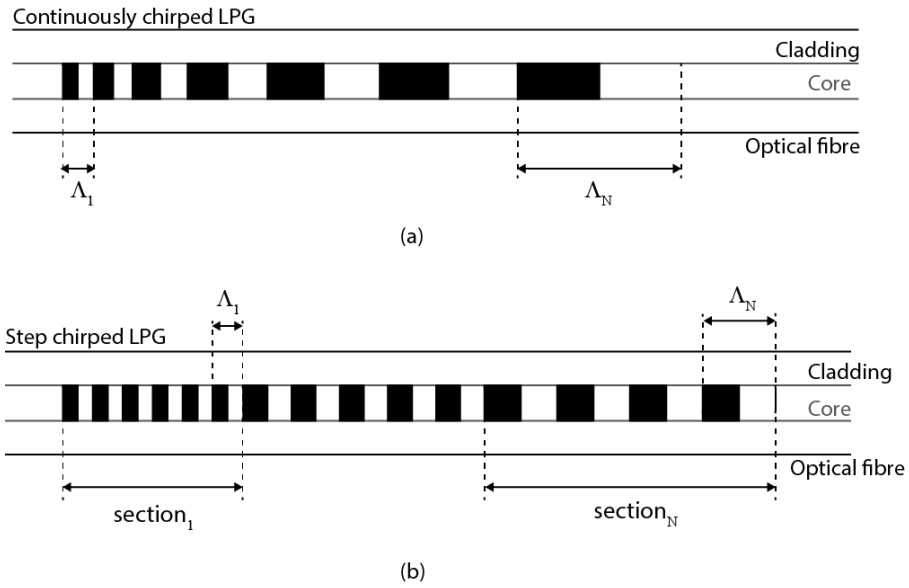 Continuously chirped LPG
Cladding
Core
Optical fibre
Λ1
ΛN
(a)
Λ1
ΛN
Step chirped LPG
Cladding
Core
Optical fibre
section1
sectionN
(b)